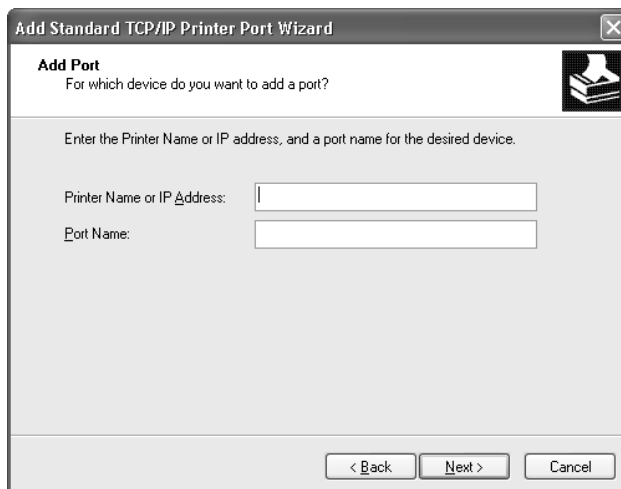 Add Standard TCP/IP Printer Port Wizard
Add Port
For which device do you want to add a port?
Enter the Printer Name or IP address, and a port name for the desired device.
Printer Name or IP Address:
Port Name:
< Back Next > Cancel